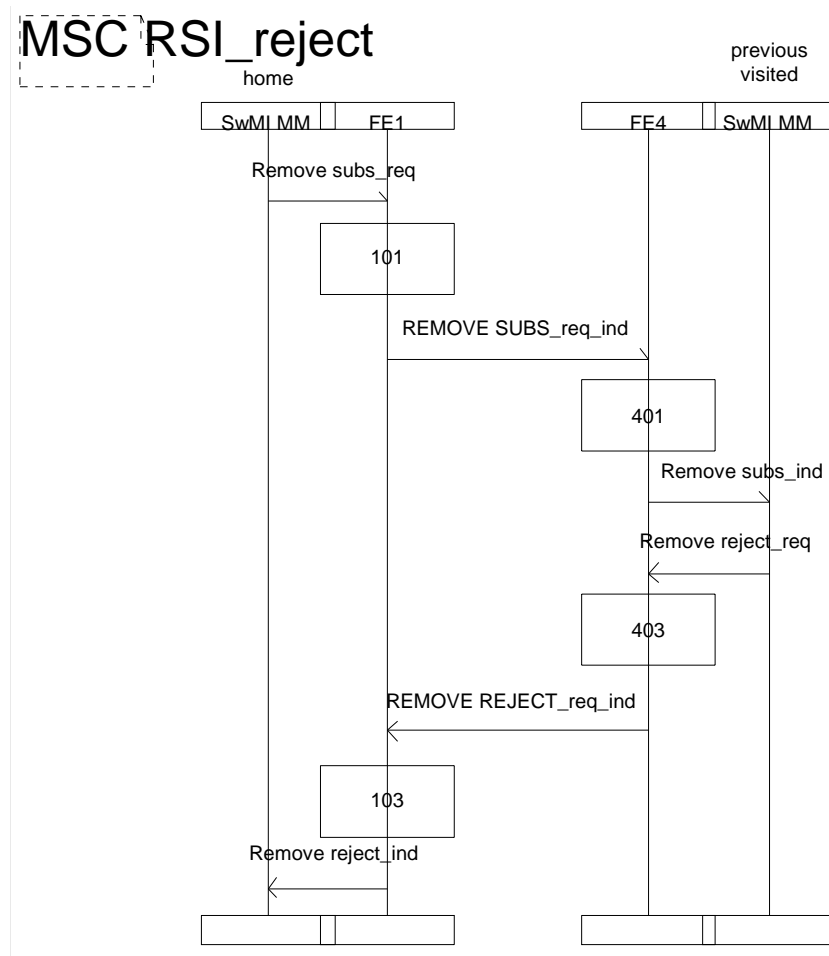 MSC RSI_reject
home
previous
visited
SwMI MM
FE1
FE4
SwMI MM
Remove subs_req
101
REMOVE SUBS_req_ind
401
Remove subs_ind
Remove reject_req
403
REMOVE REJECT_req_ind
103
Remove reject_ind